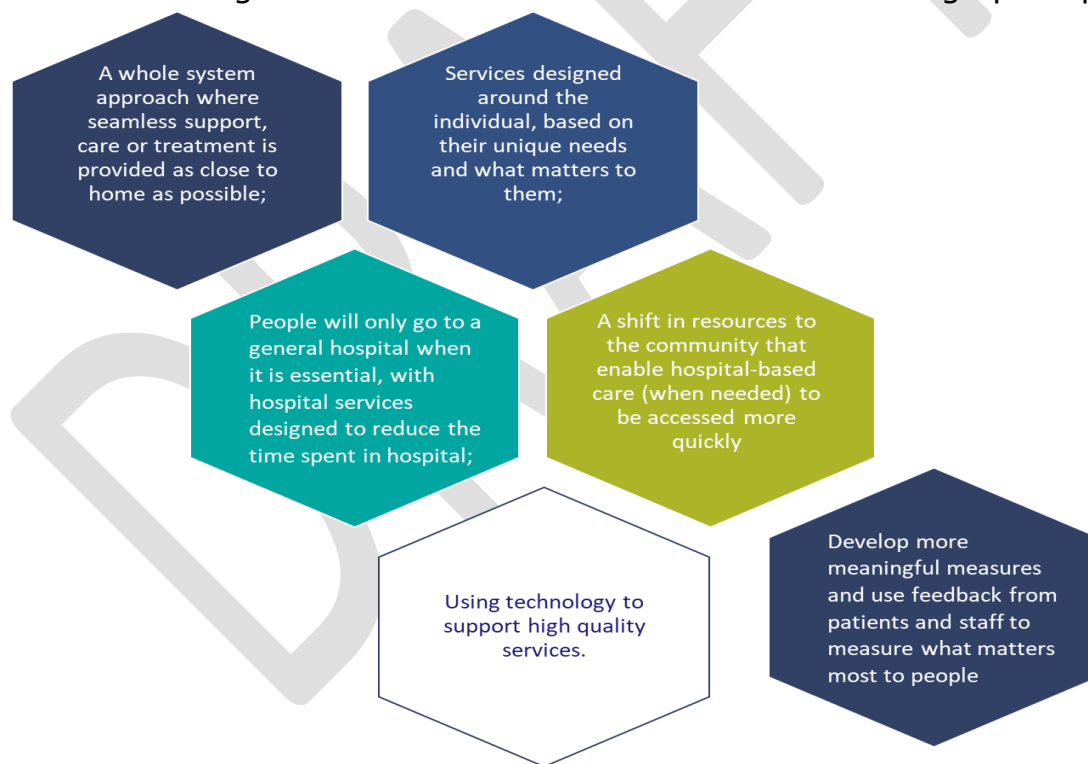 A whole system
approach where
seamless support,
care or treatment is
provided as close to
home as possible;
Services designed
around the
individual, based on
their unique needs
and what matters to
them;
People will only go to a
general hospital when
it is essential, with
hospital services
designed to reduce the
time spent in hospital;
A shift in resources to
the community that
enable hospital-based
care (when needed) to
be accessed more
quickly
Using technology to
support high quality
services.
Develop more
meaningful measures
and use feedback from
patients and staff to
measure what matters
most to people